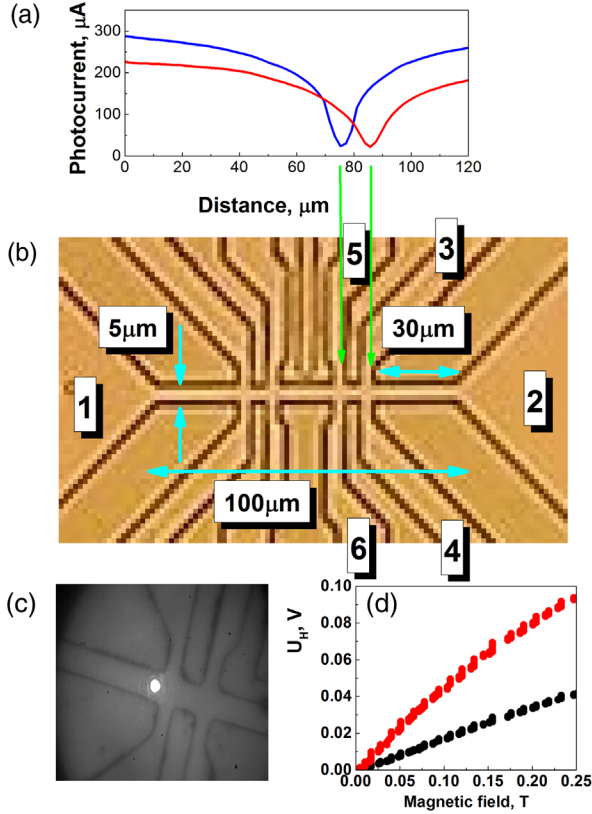 (a)
Photocurrent, μA
300
200
100
0
0 20 40 60 80 100 120
Distance, μm
(b)
5 3
5μm 30μm
1 2
100μm
6 4
(c)
(d)
U_H, V
0.10
0.08
0.06
0.04
0.02
0
0.00 0.05 0.10 0.15 0.20 0.25
Magnetic field, T